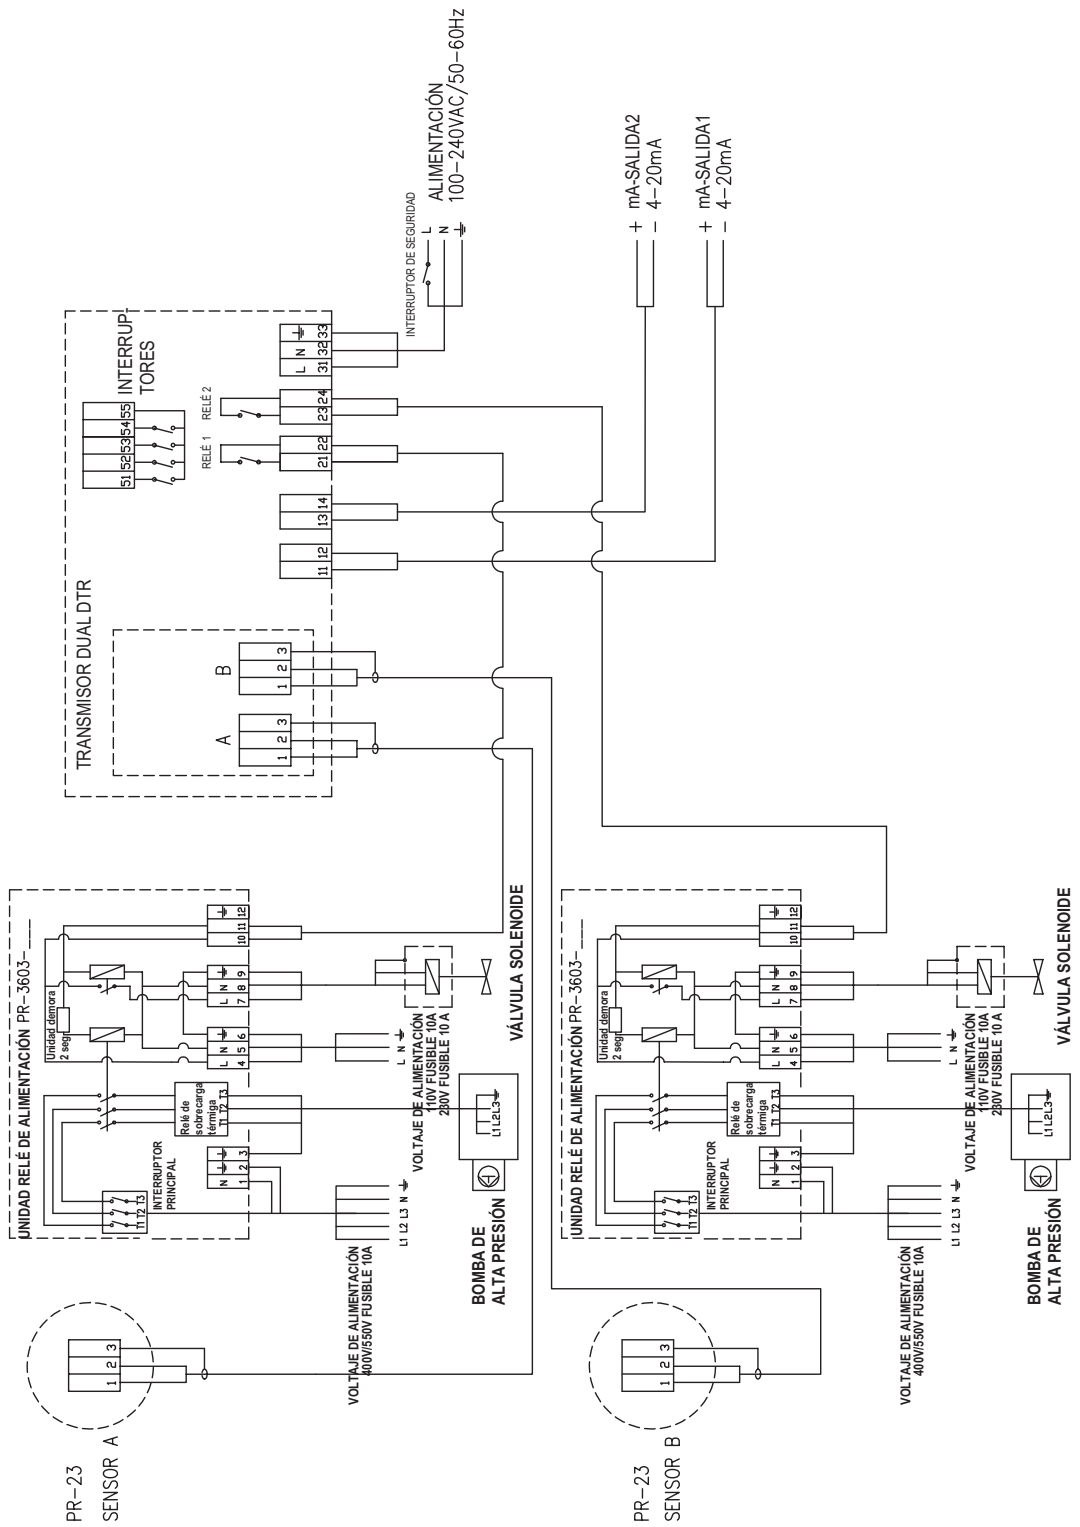 PR-23
SENSOR A
1 2 3
UNIDAD RELÉ DE ALIMENTACIÓN PR-3603-____
Unidad demora
2 seg
T1 T2 T3
INTERRUPTOR
PRINCIPAL
Relé de
sobrecarga
térmiga
T1 T2 T3
N
1 2 3
L N
4 5 6
L N
7 8 9
10 11 12
VOLTAJE DE ALIMENTACIÓN
400V/550V FUSIBLE 10A
L1 L2 L3 N
L N
VOLTAJE DE ALIMENTACIÓN
110V FUSIBLE 10A
230V FUSIBLE 10 A
L1 L2 L3
BOMBA DE
ALTA PRESIÓN
VÁLVULA SOLENOIDE
TRANSMISOR DUAL DTR
A
1 2 3
B
1 2 3
11 12
13 14
51 52 53 54 55
INTERRUP-
TORES
RELÉ 1
21 22
RELÉ 2
23 24
L N
31 32 33
INTERRUPTOR DE SEGURIDAD
L
N
ALIMENTACIÓN
100-240VAC/50-60Hz
+ mA-SALIDA2
- 4-20mA
+ mA-SALIDA1
- 4-20mA
PR-23
SENSOR B
1 2 3
UNIDAD RELÉ DE ALIMENTACIÓN PR-3603-____
Unidad demora
2 seg
T1 T2 T3
INTERRUPTOR
PRINCIPAL
Relé de
sobrecarga
térmiga
T1 T2 T3
N
1 2 3
L N
4 5 6
L N
7 8 9
10 11 12
VOLTAJE DE ALIMENTACIÓN
400V/550V FUSIBLE 10A
L1 L2 L3 N
L N
VOLTAJE DE ALIMENTACIÓN
110V FUSIBLE 10A
230V FUSIBLE 10 A
L1 L2 L3
BOMBA DE
ALTA PRESIÓN
VÁLVULA SOLENOIDE